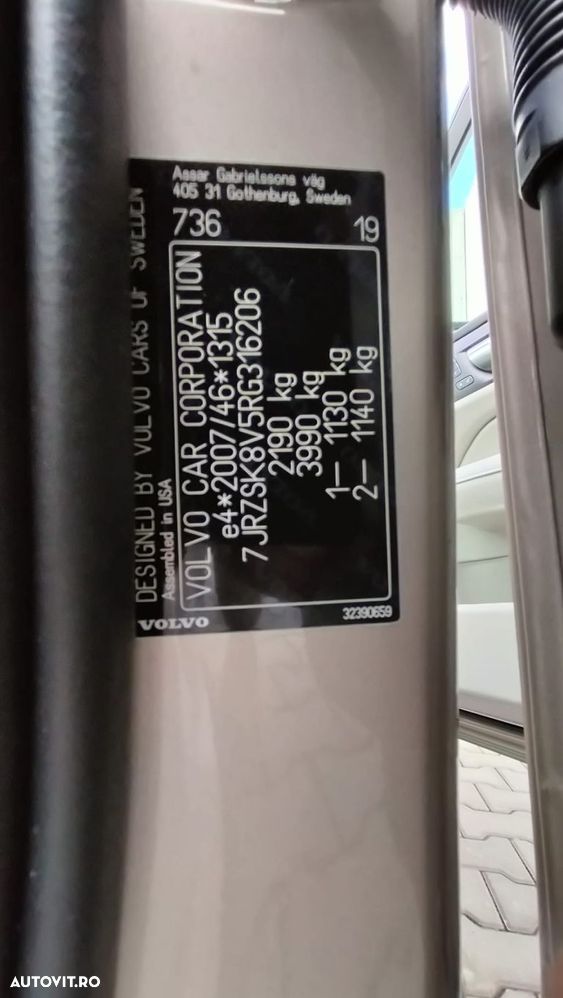 DESIGNED BY VOLVO CARS OF SWEDEN
Assar Gabrielssons väg
405 31 Gothenburg, Sweden
Assembled in USA
736
19
VOLVO CAR CORPORATION
e4*2007/46*1315
7JRZSK8V5RG316206
2190 kg
3990 kg
1– 1130 kg
2– 1140 kg
VOLVO
32390659
AUTOVIT.RO